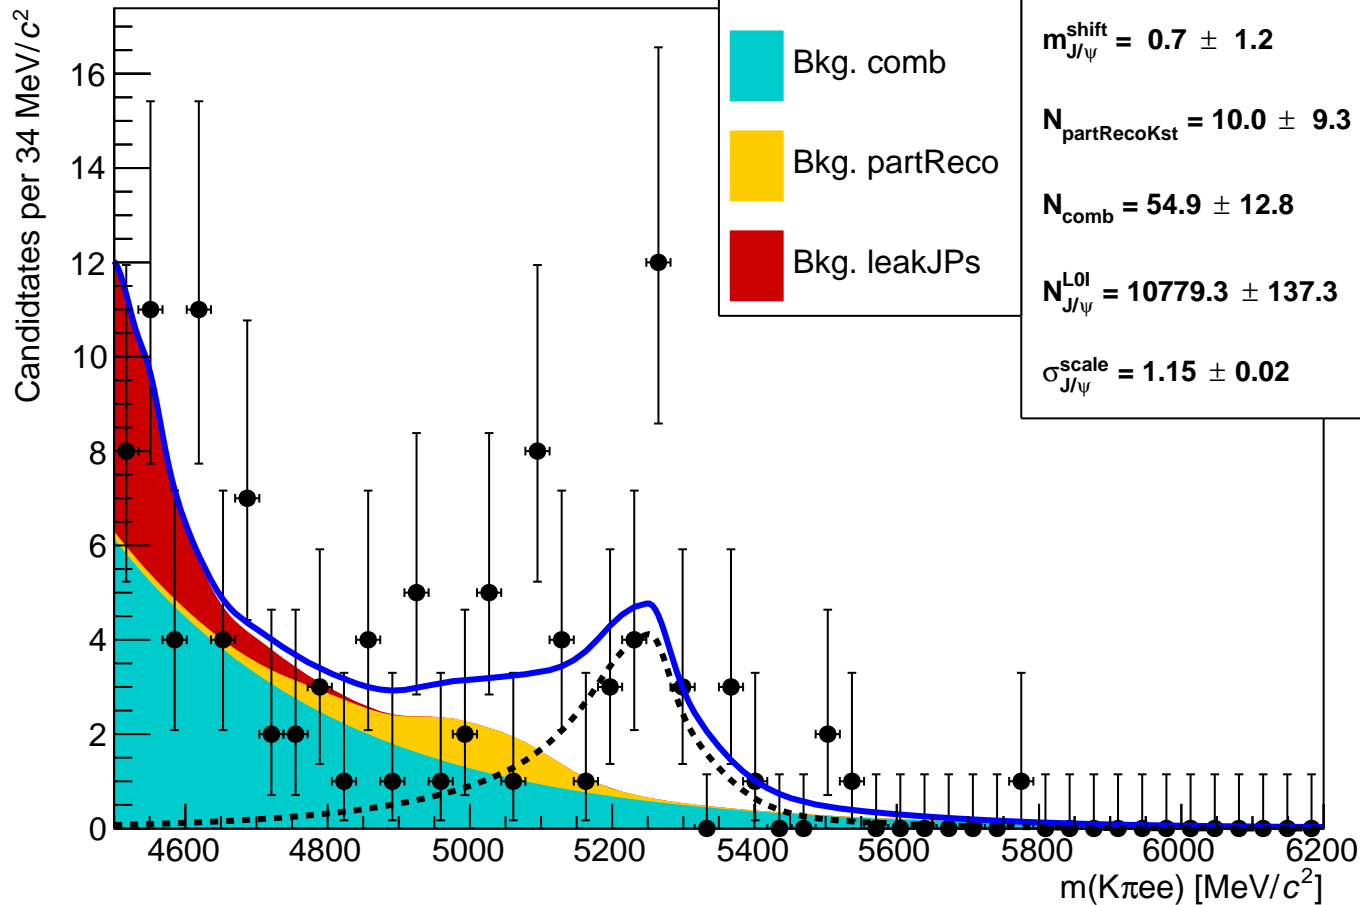 Candidtates per 34 MeV/c²
16
14
12
10
8
6
4
2
0
Bkg. comb
Bkg. partReco
Bkg. leakJPs
m^shift_J/ψ = 0.7 ± 1.2
N_partRecoKst = 10.0 ± 9.3
N_comb = 54.9 ± 12.8
N^L0I_J/ψ = 10779.3 ± 137.3
σ^scale_J/ψ = 1.15 ± 0.02
4600 4800 5000 5200 5400 5600 5800 6000 6200
m(Kπee) [MeV/c²]